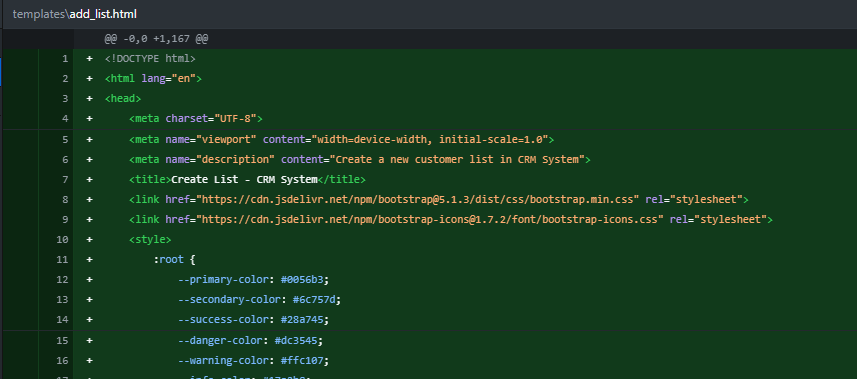 templates\add_list.html
@@ -0,0 +1,167 @@
1 + <!DOCTYPE html>
2 + <html lang="en">
3 + <head>
4 + <meta charset="UTF-8">
5 + <meta name="viewport" content="width=device-width, initial-scale=1.0">
6 + <meta name="description" content="Create a new customer list in CRM System">
7 + <title>Create List - CRM System</title>
8 + <link href="https://cdn.jsdelivr.net/npm/bootstrap@5.1.3/dist/css/bootstrap.min.css" rel="stylesheet">
9 + <link href="https://cdn.jsdelivr.net/npm/bootstrap-icons@1.7.2/font/bootstrap-icons.css" rel="stylesheet">
10 + <style>
11 + :root {
12 + --primary-color: #0056b3;
13 + --secondary-color: #6c757d;
14 + --success-color: #28a745;
15 + --danger-color: #dc3545;
16 + --warning-color: #ffc107;